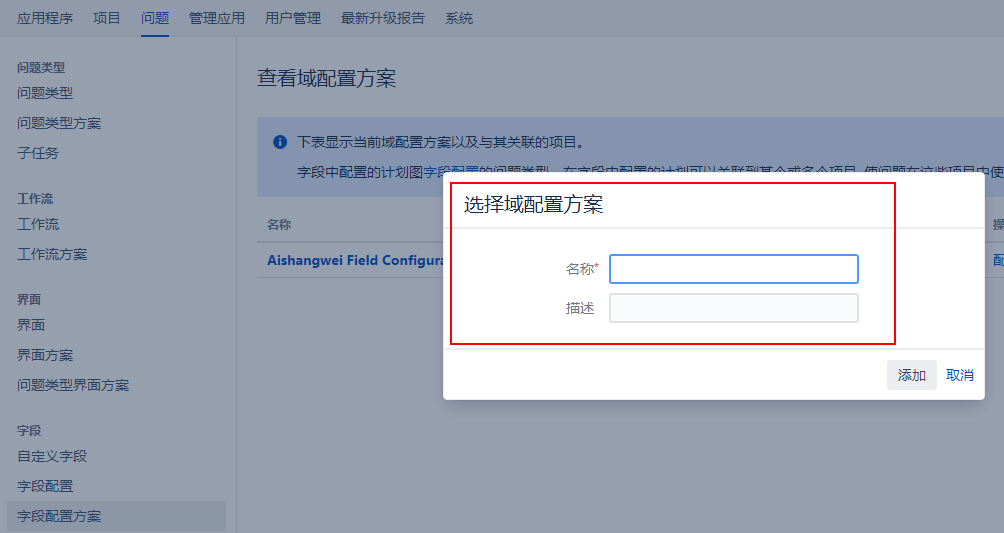 应用程序 项目 问题 管理应用 用户管理 最新升级报告 系统
问题类型
问题类型
问题类型方案
子任务
工作流
工作流
工作流方案
界面
界面
界面方案
问题类型界面方案
字段
自定义字段
字段配置
字段配置方案
查看域配置方案
下表显示当前域配置方案以及与其关联的项目。
字段中配置的计划图字段配置的问题类型。在字段中配置的计划可以关联到某个或多个项目,使问题在这些项目中使
名称
Aishangwei Field Configura
配
选择域配置方案
名称*
描述
添加 取消